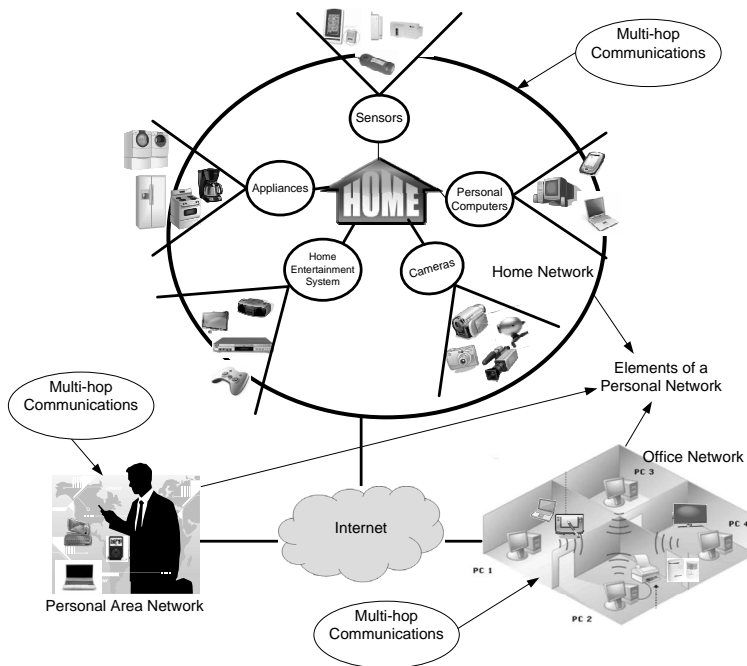 Multi-hop
Communications
Sensors
Appliances
HOME
Personal
Computers
Home
Entertainment
System
Cameras
Home Network
Multi-hop
Communications
Elements of a
Personal Network
Office Network
PC 3
PC 4
Internet
PC 1
PC 2
Personal Area Network
Multi-hop
Communications